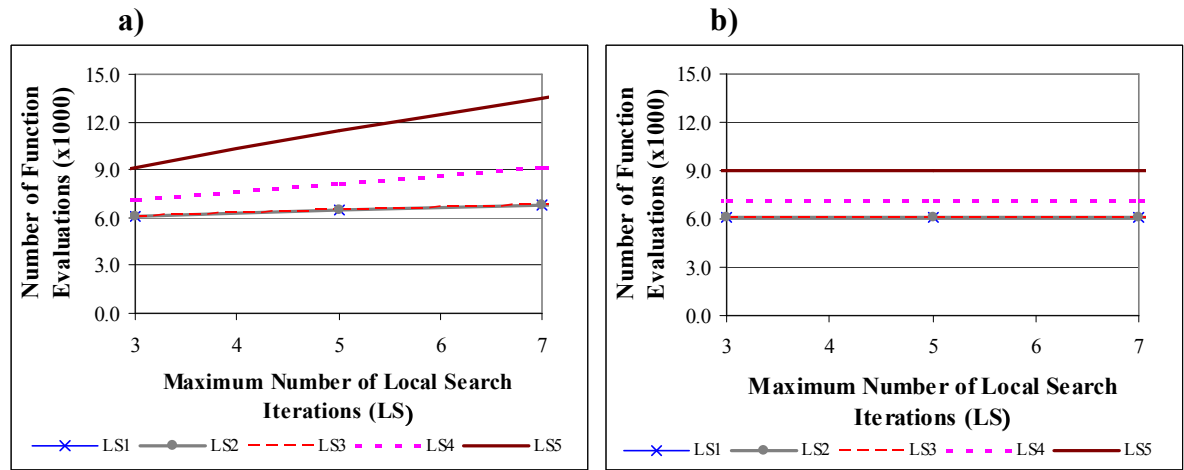 a)
15.0
12.0
9.0
6.0
3.0
0.0
Number of Function
Evaluations (x1000)
3 4 5 6 7
Maximum Number of Local Search
Iterations (LS)
LS1 LS2 LS3 LS4 LS5
b)
15.0
12.0
9.0
6.0
3.0
0.0
Number of Function
Evaluations (x1000)
3 4 5 6 7
Maximum Number of Local Search
Iterations (LS)
LS1 LS2 LS3 LS4 LS5